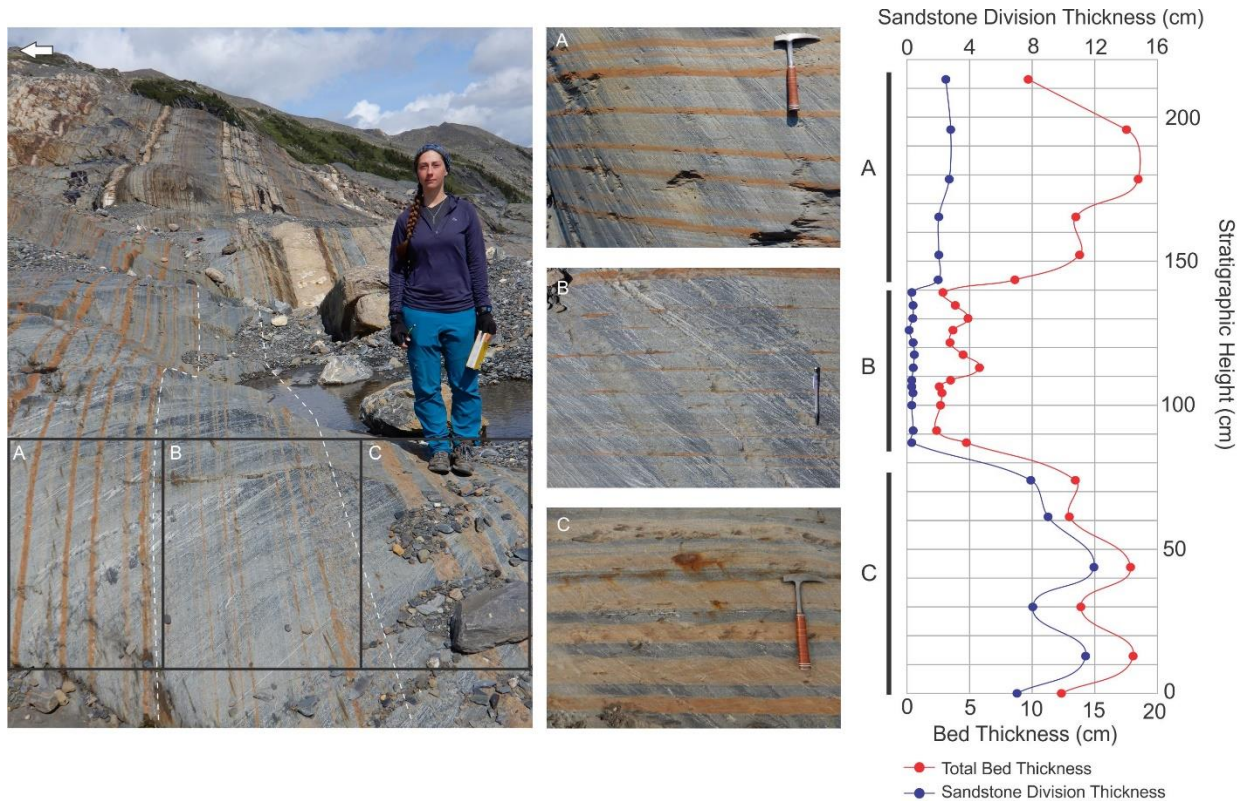 A
B
C
A
B
C
Sandstone Division Thickness (cm)
0 4 8 12 16
A
B
C
200
150
100
50
0
Stratigraphic Height (cm)
0 5 10 15 20
Bed Thickness (cm)
Total Bed Thickness
Sandstone Division Thickness